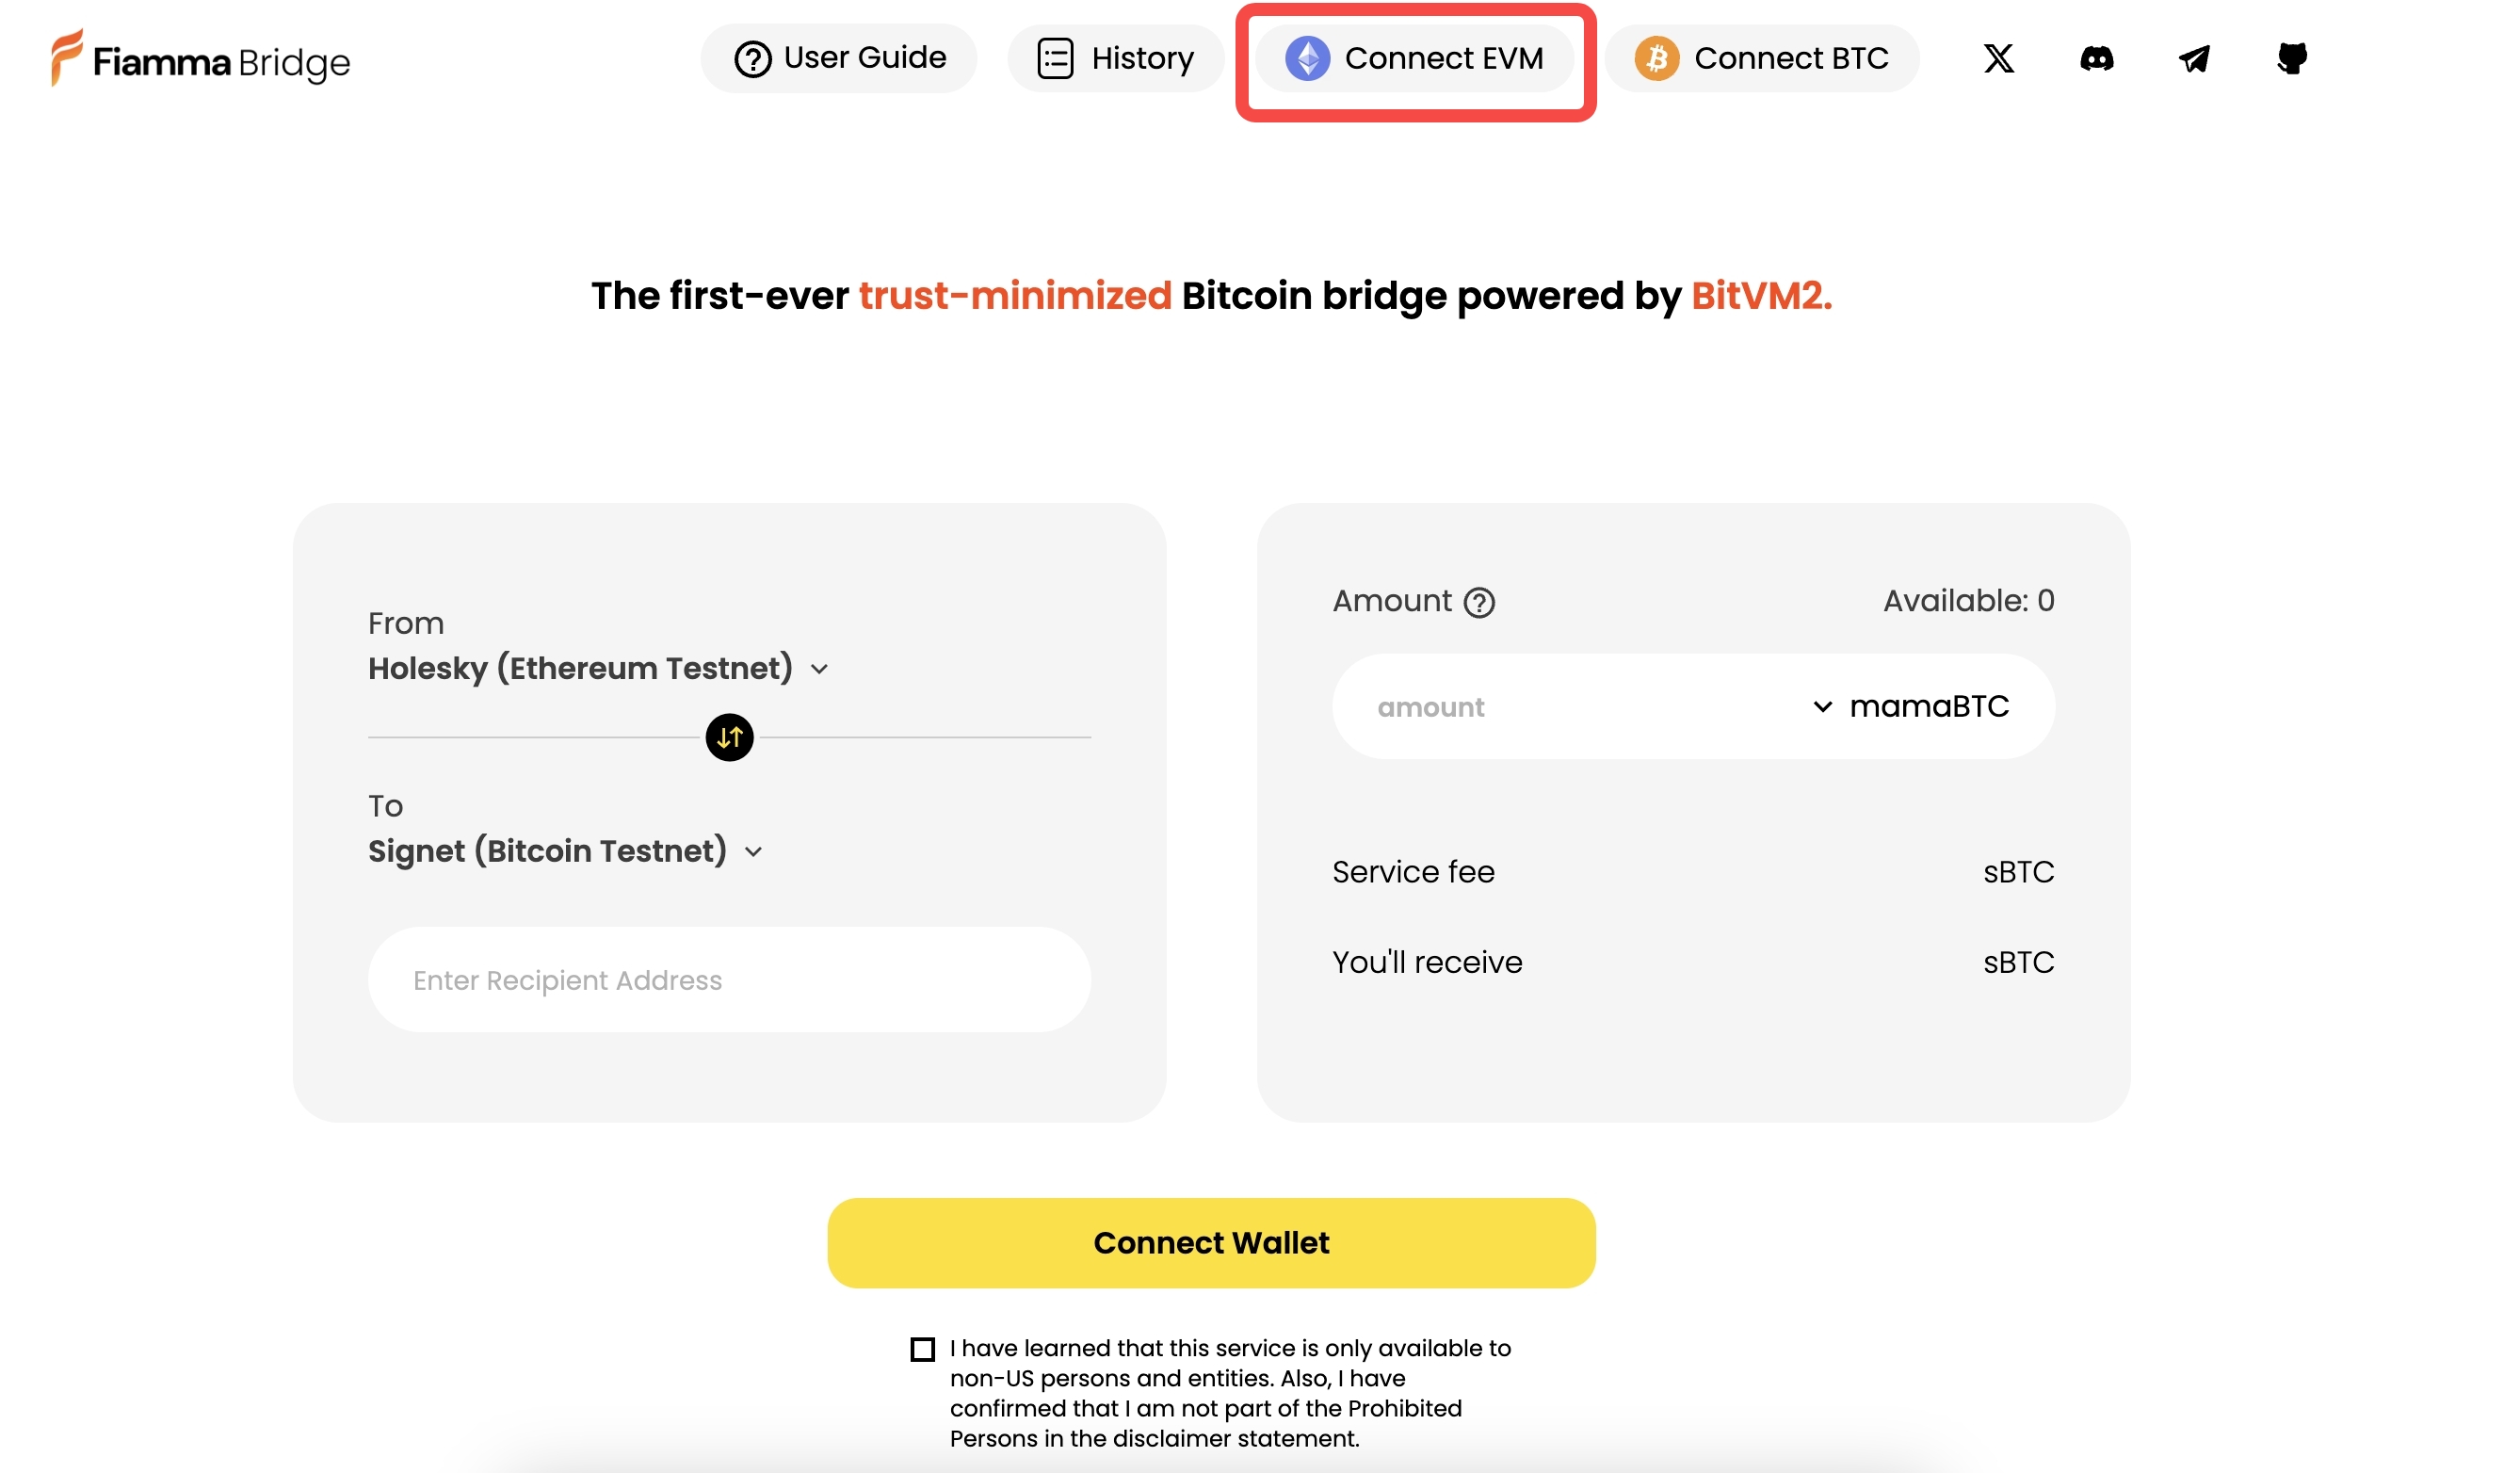 Fiamma Bridge
User Guide
History
Connect EVM
Connect BTC
The first-ever trust-minimized Bitcoin bridge powered by BitVM2.
From
Holesky (Ethereum Testnet)
To
Signet (Bitcoin Testnet)
Enter Recipient Address
Amount
Available: 0
amount
mamaBTC
Service fee
sBTC
You'll receive
sBTC
Connect Wallet
I have learned that this service is only available to
non-US persons and entities. Also, I have
confirmed that I am not part of the Prohibited
Persons in the disclaimer statement.